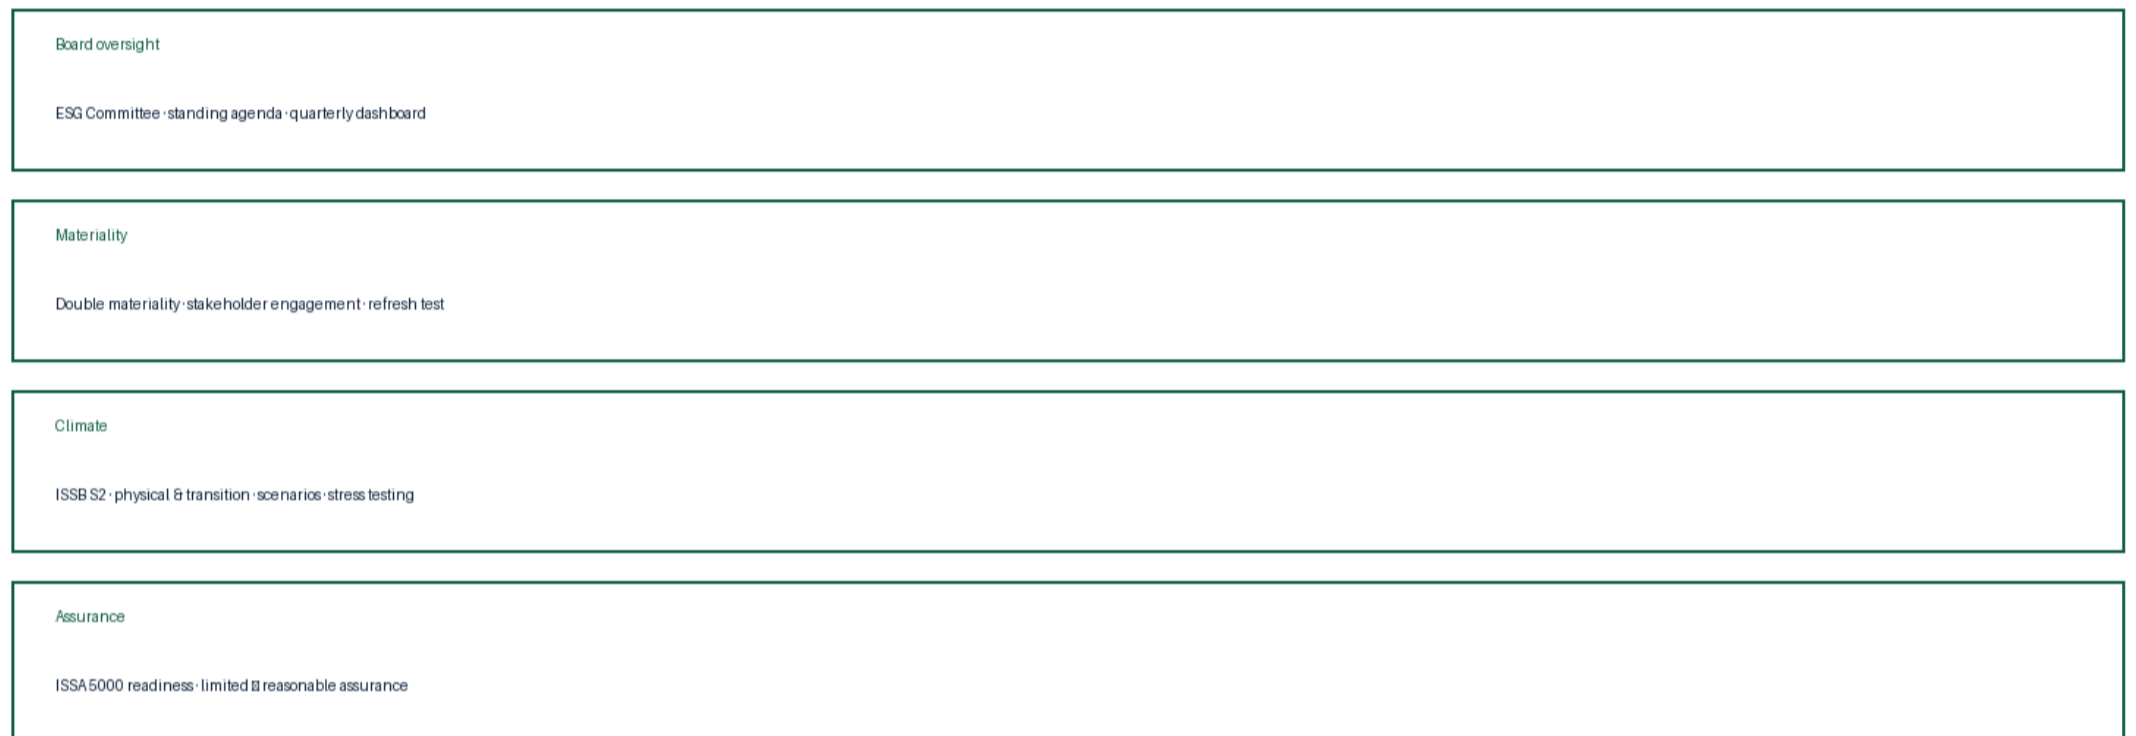 Board oversight
ESG Committee · standing agenda · quarterly dashboard
Materiality
Double materiality · stakeholder engagement · refresh test
Climate
ISSB S2 · physical & transition · scenarios · stress testing
Assurance
ISSA 5000 readiness · limited reasonable assurance